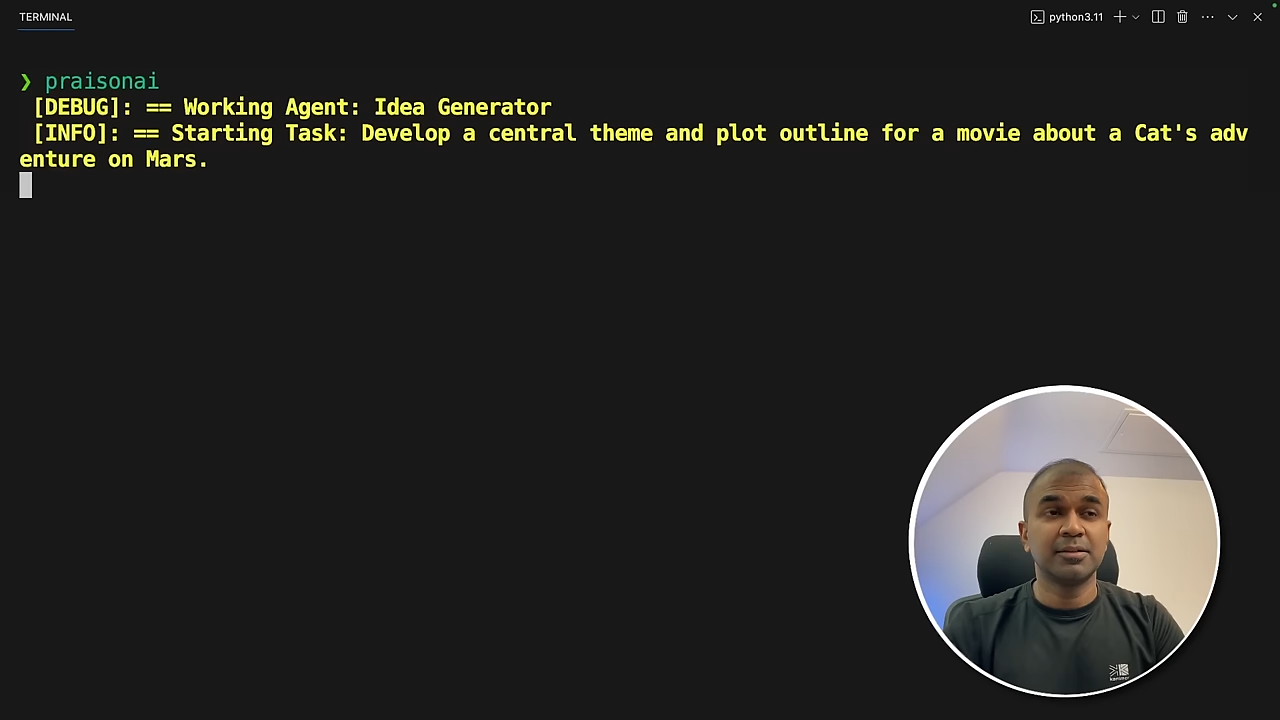 TERMINAL
python3.11
❯ praisonai
[DEBUG]: == Working Agent: Idea Generator
[INFO]: == Starting Task: Develop a central theme and plot outline for a movie about a Cat's adv
enture on Mars.